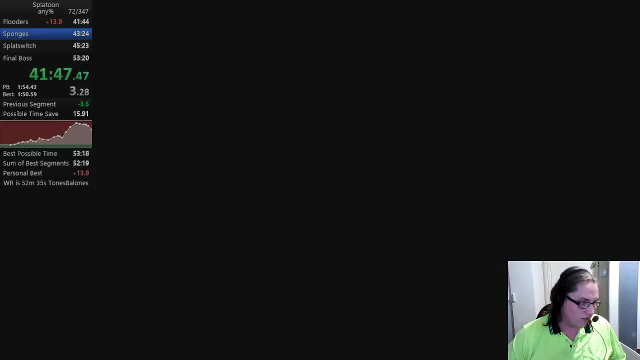 Splatoon
any% 72/347
Flooders +13.9 41:44
Sponges 43:24
Splatswitch 45:23
Final Boss 53:20
41:47.47
PB: 1:54.43
Best: 1:50.59
3.28
Previous Segment -3.5
Possible Time Save 15.91
Best Possible Time 53:18
Sum of Best Segments 52:19
Personal Best +13.9
WR is 52m 35s TonesBalones